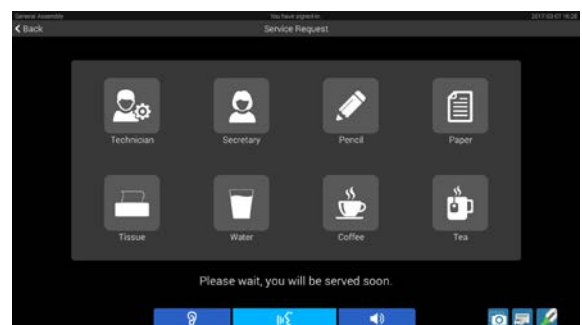 General Assembly You have signed in. 2017-03-07 16:28
Back Service Request
Technician Secretary Pencil Paper
Tissue Water Coffee Tea
Please wait, you will be served soon.